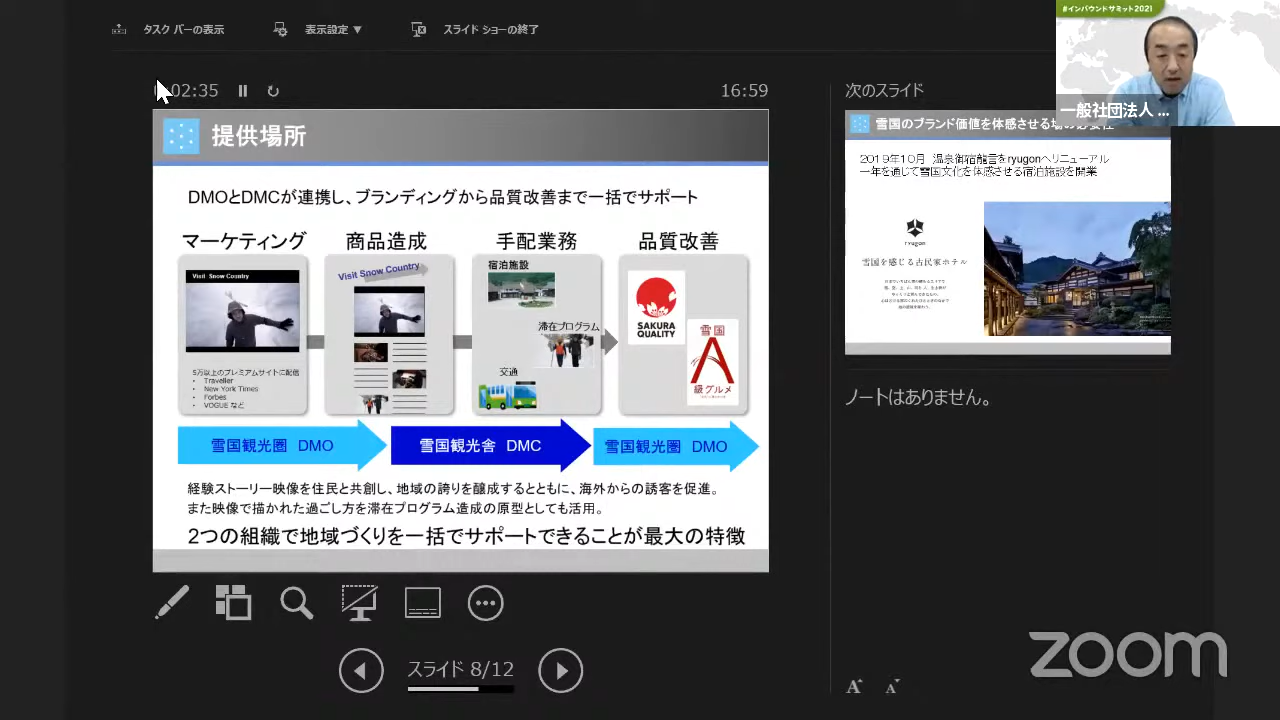 タスク バーの表示
表示設定 ▼
スライド ショーの終了
#インバウンドサミット2021
一般社団法人 ...
02:35
16:59
次のスライド
提供場所
DMOとDMCが連携し、ブランディングから品質改善まで一括でサポート
マーケティング
商品造成
手配業務
品質改善
Visit Snow Country
5万以上のプレミアムサイトに配信
• Traveller
• New York Times
• Forbes
• VOGUE など
Visit Snow Country
宿泊施設
滞在プログラム
交通
SAKURA
QUALITY
雪国
A
級グルメ
雪国観光圏 DMO
雪国観光舎 DMC
雪国観光圏 DMO
経験ストーリー映像を住民と共創し、地域の誇りを醸成するとともに、海外からの誘客を促進。
また映像で描かれた過ごし方を滞在プログラム造成の原型としても活用。
2つの組織で地域づくりを一括でサポートできることが最大の特徴
雪国のブランド価値を体感させる場の必要性
2019年10月 温泉御宿龍言をryugonへリニューアル
一年を通じて雪国文化を体感させる宿泊施設を開業
ryugon
雪国を感じる古民家ホテル
ノートはありません。
スライド 8/12
A A
zoom